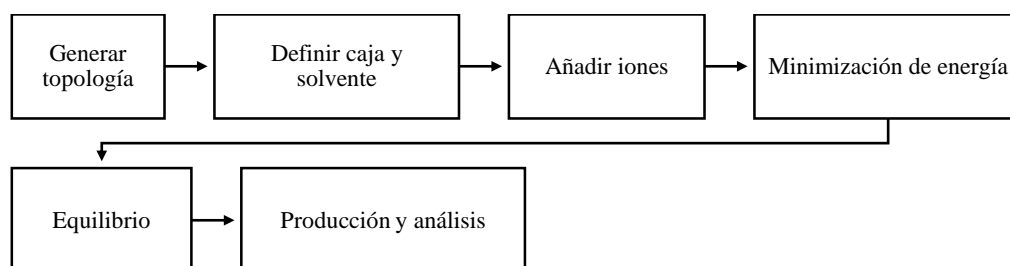 Generar
topología
Definir caja y
solvente
Añadir iones
Minimización de energía
Equilibrio
Producción y análisis